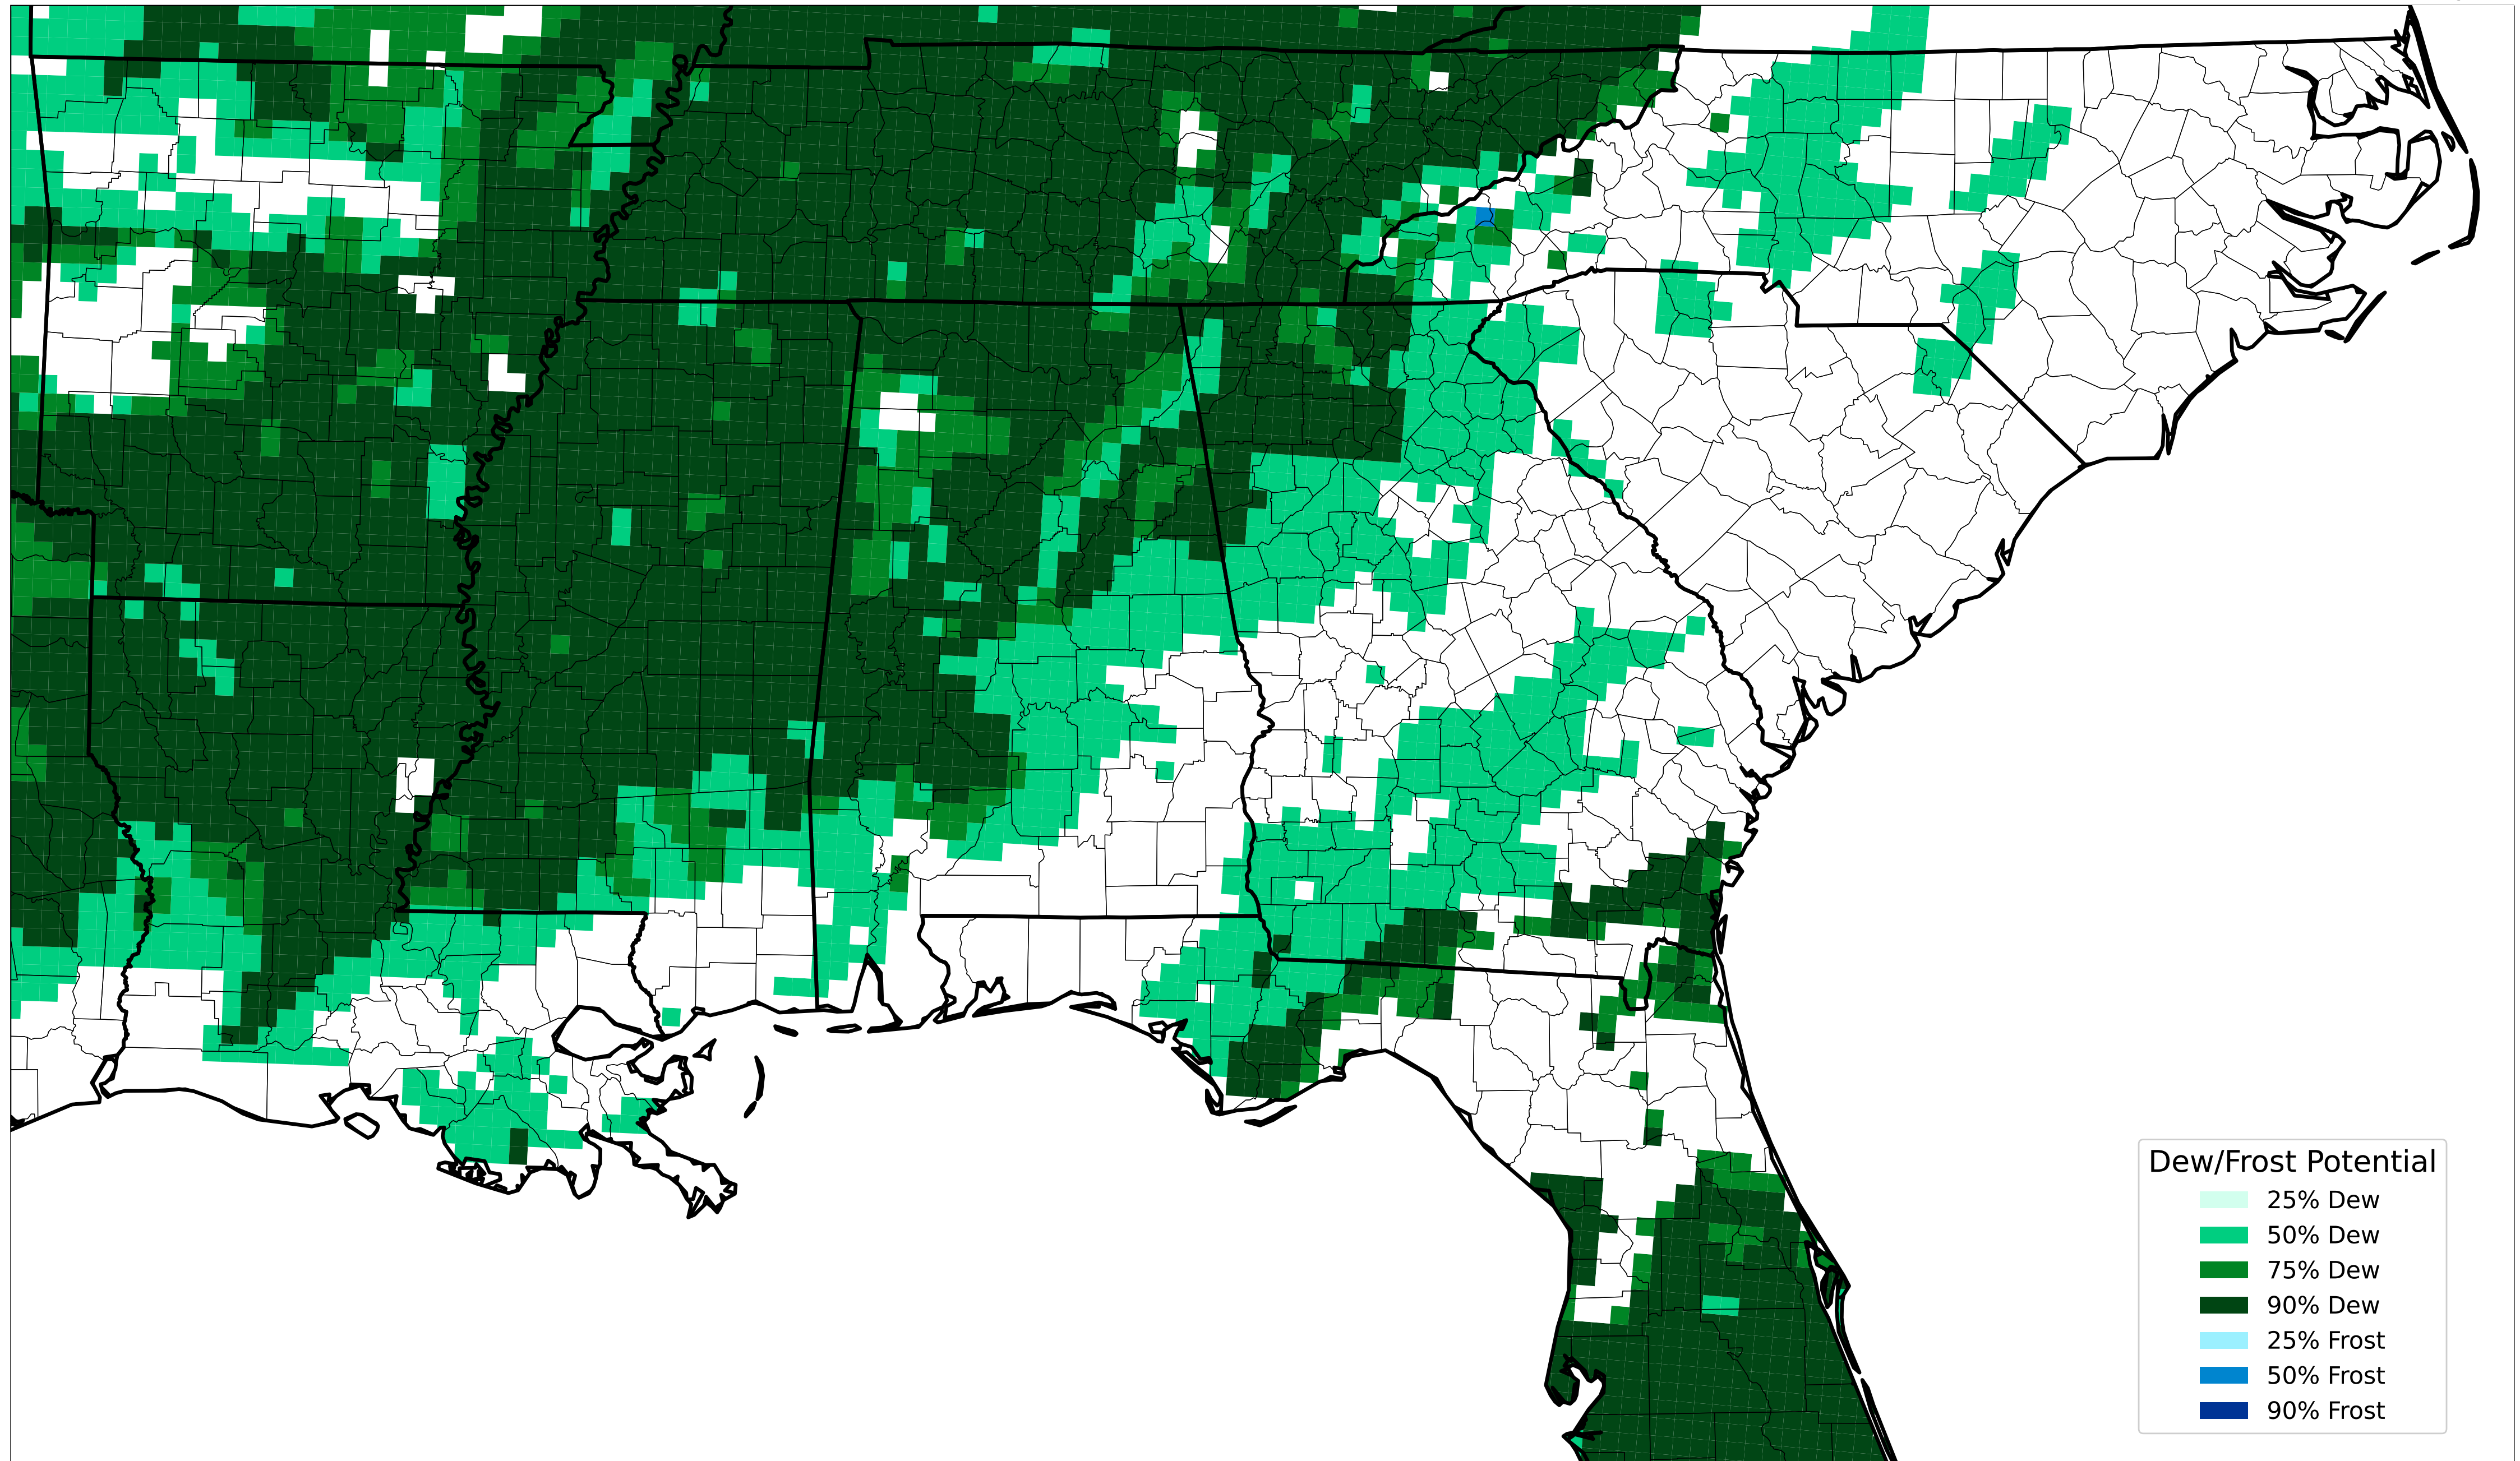 Dew/Frost Potential
25% Dew
50% Dew
75% Dew
90% Dew
25% Frost
50% Frost
90% Frost